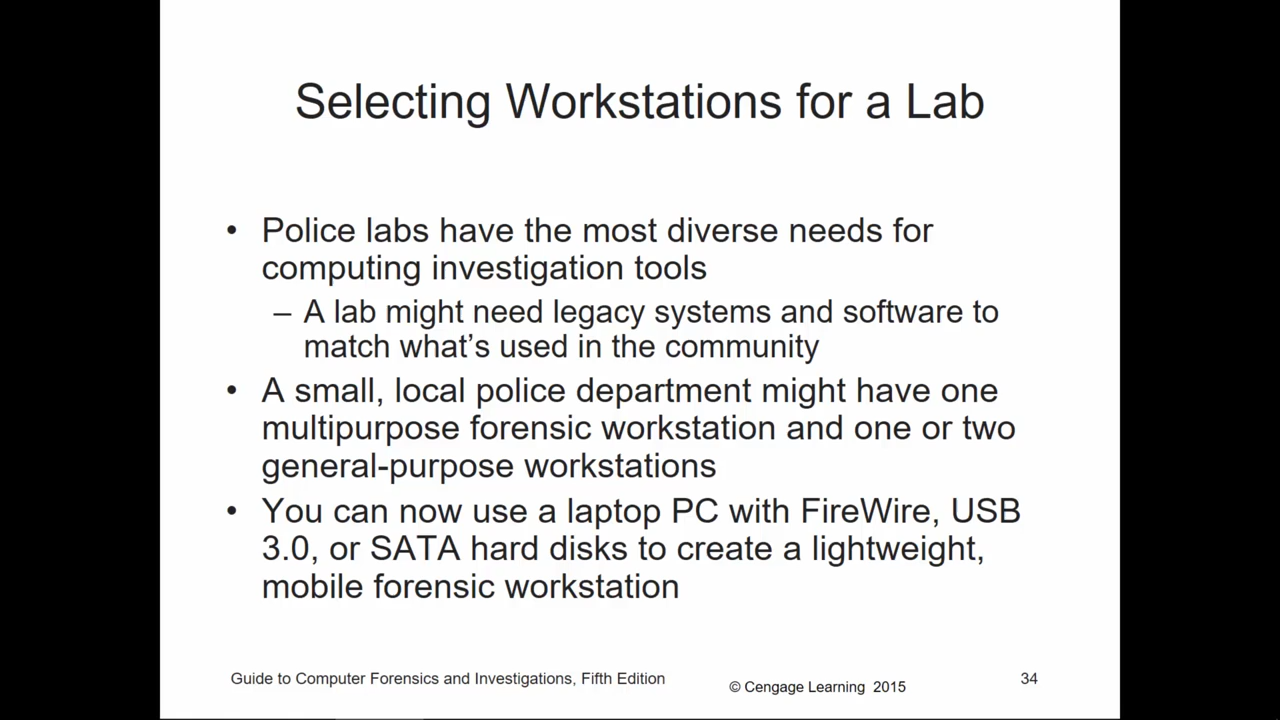 Selecting Workstations for a Lab
• Police labs have the most diverse needs for
computing investigation tools
– A lab might need legacy systems and software to
match what's used in the community
• A small, local police department might have one
multipurpose forensic workstation and one or two
general-purpose workstations
• You can now use a laptop PC with FireWire, USB
3.0, or SATA hard disks to create a lightweight,
mobile forensic workstation
Guide to Computer Forensics and Investigations, Fifth Edition
© Cengage Learning 2015
34